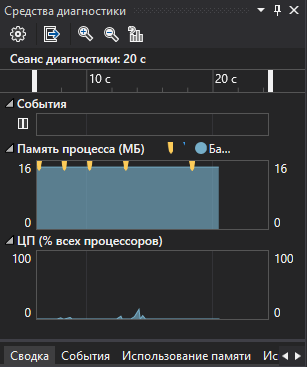 Средства диагностики
Сеанс диагностики: 20 с
10 с 20 с
События
Память процесса (МБ) Ба...
16 16
0 0
ЦП (% всех процессоров)
100 100
0 0
Сводка События Использование памяти Ис